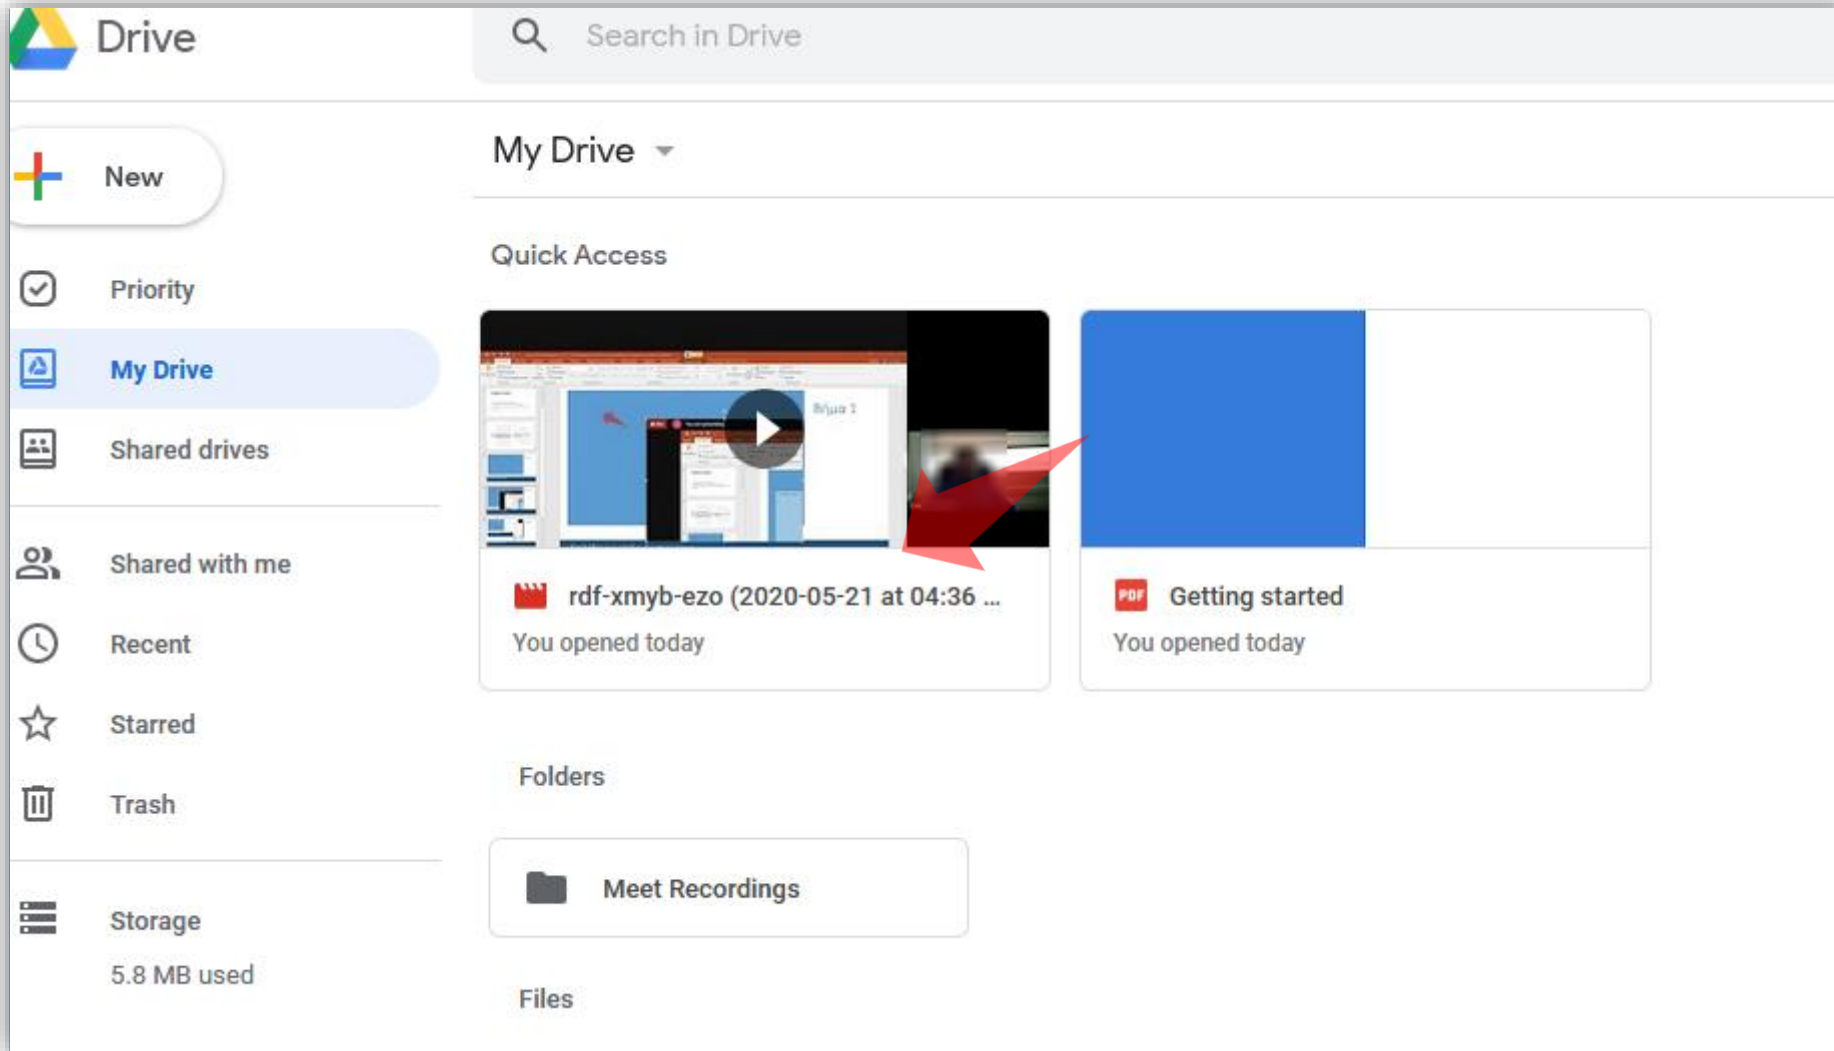 Drive
Search in Drive
New
My Drive
Quick Access
Priority
My Drive
Shared drives
Shared with me
Recent
Starred
Trash
Storage
5.8 MB used
Βήμα 1
rdf-xmyb-ezo (2020-05-21 at 04:36 ...
You opened today
PDF
Getting started
You opened today
Folders
Meet Recordings
Files